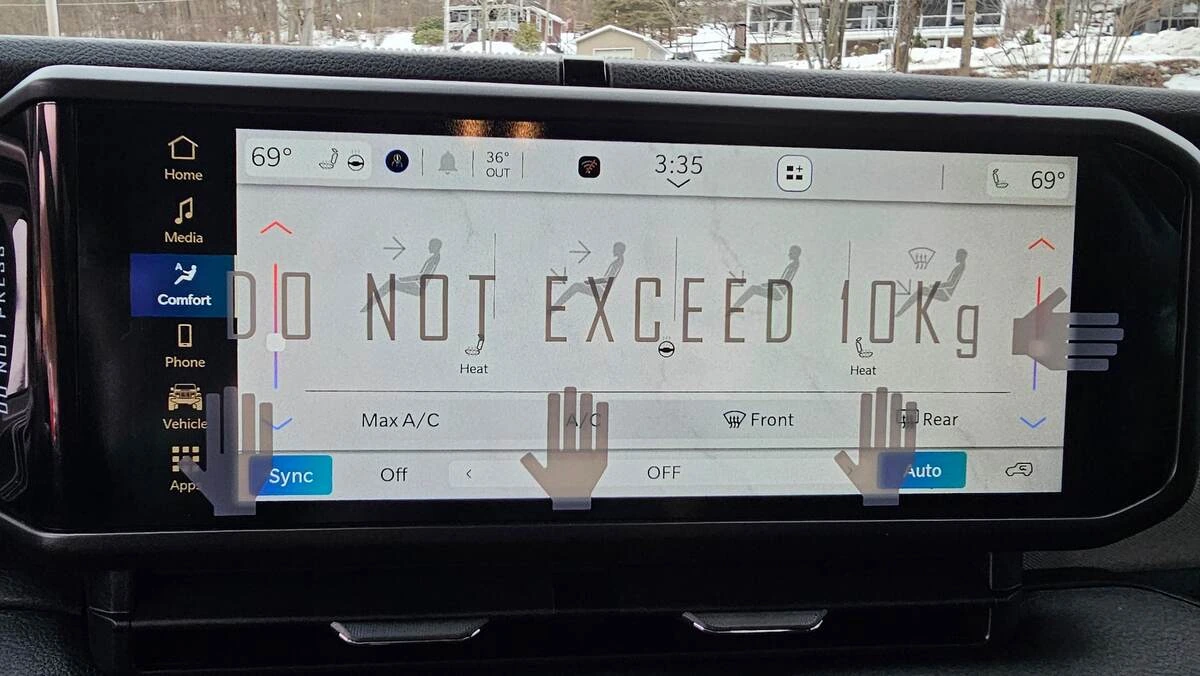 DO NOT PRESS
Home
Media
Comfort
Phone
Vehicle
Apps
69°
36°
OUT
3:35
69°
DO NOT EXCEED 10Kg
Heat
Heat
Max A/C
A/C
Front
Rear
Sync
Off
OFF
Auto